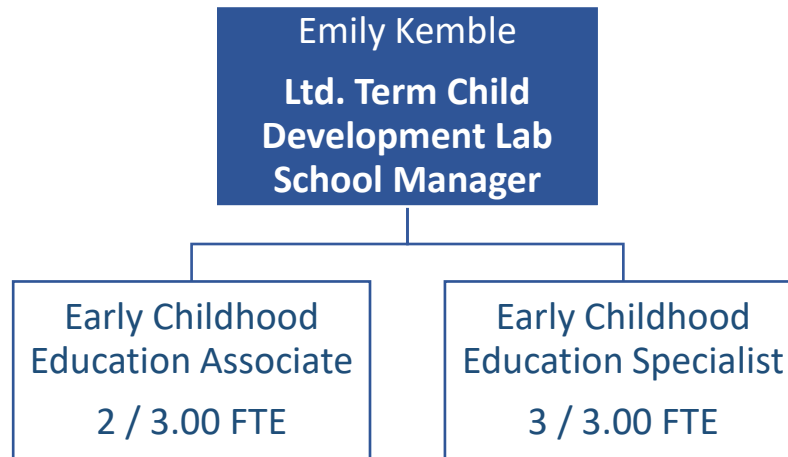 Emily Kemble
Ltd. Term Child
Development Lab
School Manager
Early Childhood
Education Associate
2 / 3.00 FTE
Early Childhood
Education Specialist
3 / 3.00 FTE